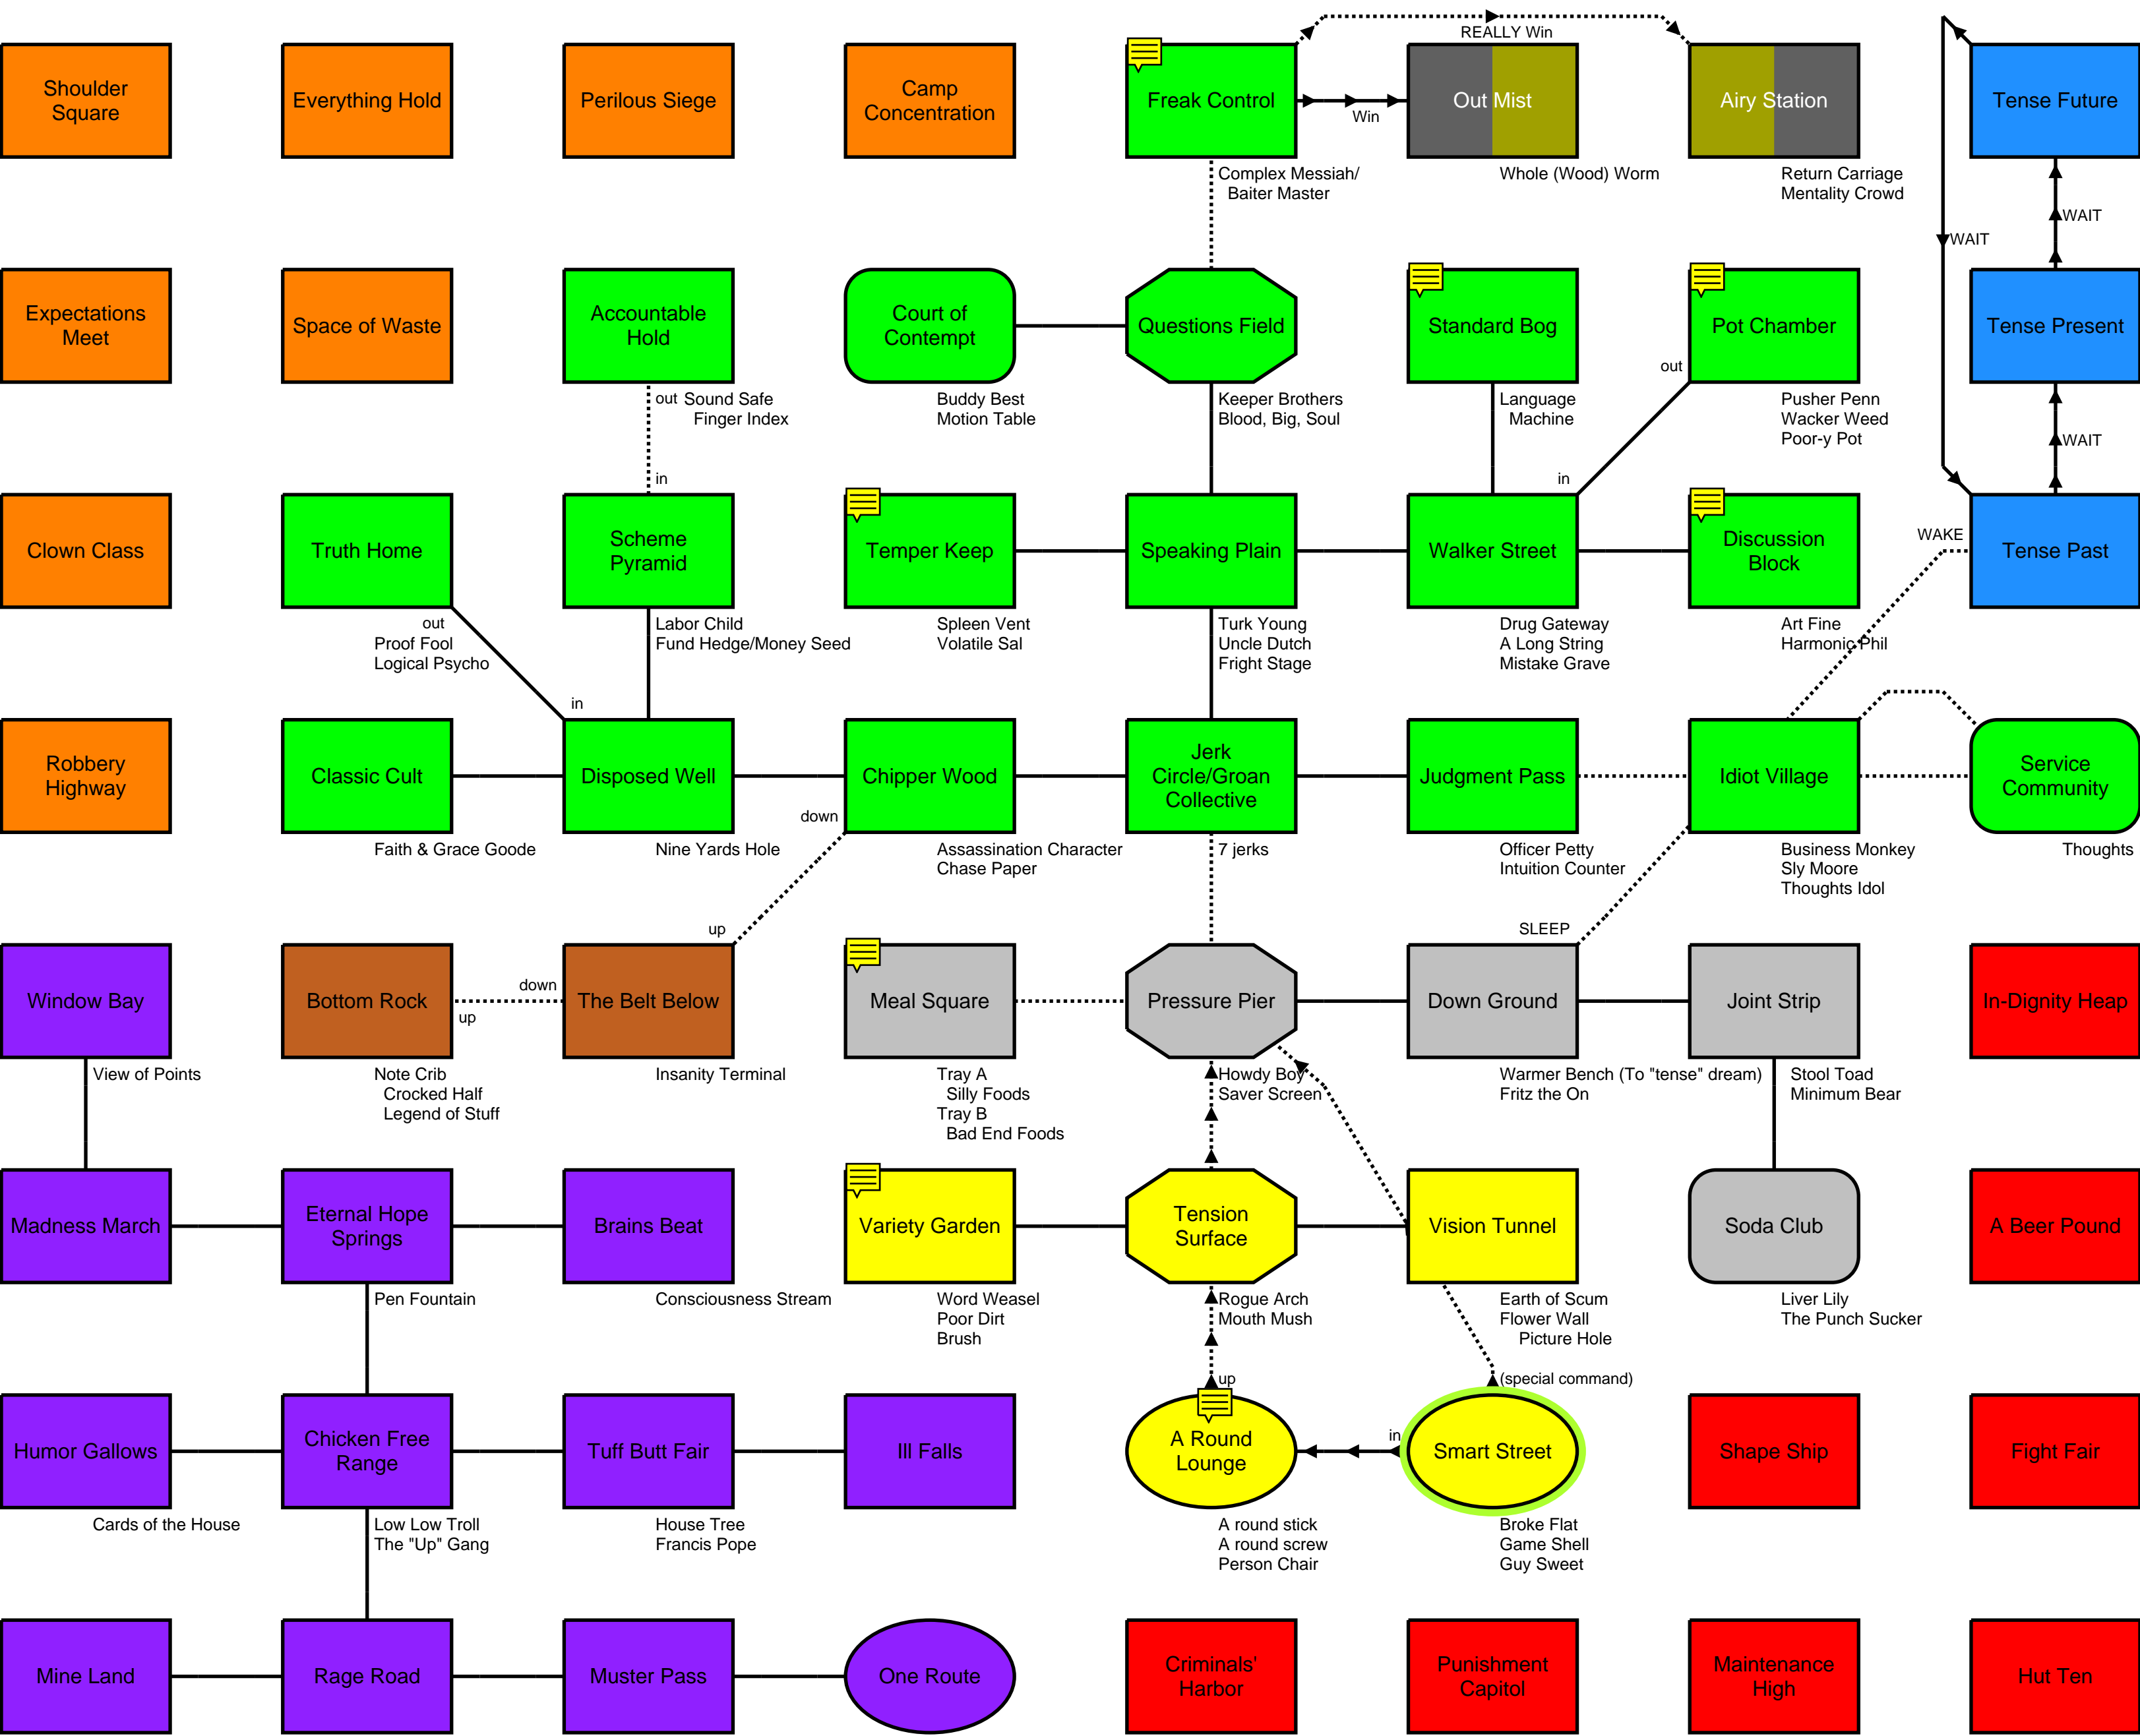 REALLY Win
Shoulder
Square
Everything Hold
Perilous Siege
Camp
Concentration
Freak Control
Win
Out Mist
Airy Station
Tense Future
Complex Messiah/
Baiter Master
Whole (Wood) Worm
Return Carriage
Mentality Crowd
WAIT
WAIT
Expectations
Meet
Space of Waste
Accountable
Hold
Court of
Contempt
Questions Field
Standard Bog
Pot Chamber
Tense Present
out
out
Sound Safe
Finger Index
Buddy Best
Motion Table
Keeper Brothers
Blood, Big, Soul
Language
Machine
Pusher Penn
Wacker Weed
Poor-y Pot
WAIT
in
in
Clown Class
Truth Home
Scheme
Pyramid
Temper Keep
Speaking Plain
Walker Street
Discussion
Block
WAKE
Tense Past
out
Proof Fool
Logical Psycho
Labor Child
Fund Hedge/Money Seed
Spleen Vent
Volatile Sal
Turk Young
Uncle Dutch
Fright Stage
Drug Gateway
A Long String
Mistake Grave
Art Fine
Harmonic Phil
in
Robbery
Highway
Classic Cult
Disposed Well
Chipper Wood
Jerk
Circle/Groan
Collective
Judgment Pass
Idiot Village
Service
Community
down
Faith & Grace Goode
Nine Yards Hole
Assassination Character
Chase Paper
7 jerks
Officer Petty
Intuition Counter
Business Monkey
Sly Moore
Thoughts Idol
Thoughts
up
SLEEP
Window Bay
Bottom Rock
down
up
The Belt Below
Meal Square
Pressure Pier
Down Ground
Joint Strip
In-Dignity Heap
View of Points
Note Crib
Crocked Half
Legend of Stuff
Insanity Terminal
Tray A
Silly Foods
Tray B
Bad End Foods
Howdy Boy
Saver Screen
Warmer Bench (To "tense" dream)
Fritz the On
Stool Toad
Minimum Bear
Madness March
Eternal Hope
Springs
Brains Beat
Variety Garden
Tension
Surface
Vision Tunnel
Soda Club
A Beer Pound
Pen Fountain
Consciousness Stream
Word Weasel
Poor Dirt
Brush
Rogue Arch
Mouth Mush
Earth of Scum
Flower Wall
Picture Hole
Liver Lily
The Punch Sucker
up
(special command)
Humor Gallows
Chicken Free
Range
Tuff Butt Fair
Ill Falls
A Round
Lounge
in
Smart Street
Shape Ship
Fight Fair
Cards of the House
Low Low Troll
The "Up" Gang
House Tree
Francis Pope
A round stick
A round screw
Person Chair
Broke Flat
Game Shell
Guy Sweet
Mine Land
Rage Road
Muster Pass
One Route
Criminals'
Harbor
Punishment
Capitol
Maintenance
High
Hut Ten